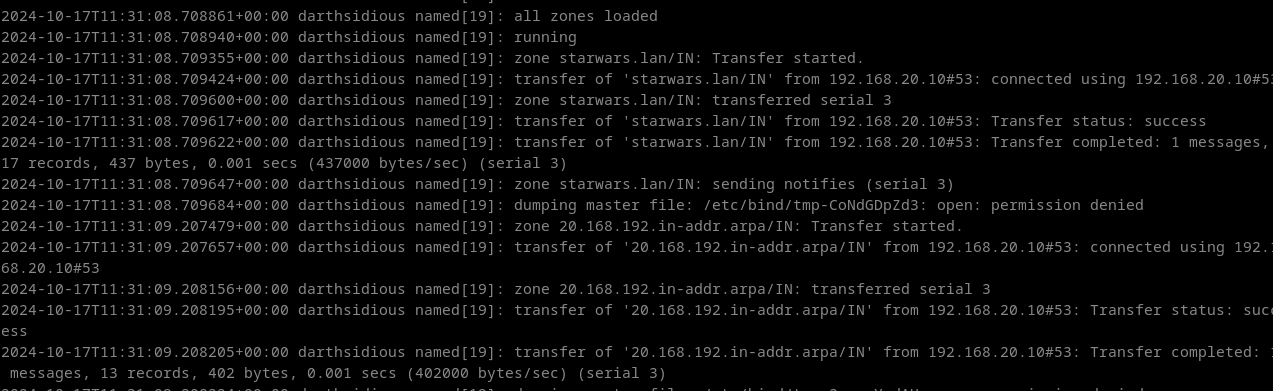 2024-10-17T11:31:08.708861+00:00 darthsidious named[19]: all zones loaded
2024-10-17T11:31:08.708940+00:00 darthsidious named[19]: running
2024-10-17T11:31:08.709355+00:00 darthsidious named[19]: zone starwars.lan/IN: Transfer started.
2024-10-17T11:31:08.709424+00:00 darthsidious named[19]: transfer of 'starwars.lan/IN' from 192.168.20.10#53: connected using 192.168.20.10#53
2024-10-17T11:31:08.709600+00:00 darthsidious named[19]: zone starwars.lan/IN: transferred serial 3
2024-10-17T11:31:08.709617+00:00 darthsidious named[19]: transfer of 'starwars.lan/IN' from 192.168.20.10#53: Transfer status: success
2024-10-17T11:31:08.709622+00:00 darthsidious named[19]: transfer of 'starwars.lan/IN' from 192.168.20.10#53: Transfer completed: 1 messages,
17 records, 437 bytes, 0.001 secs (437000 bytes/sec) (serial 3)
2024-10-17T11:31:08.709647+00:00 darthsidious named[19]: zone starwars.lan/IN: sending notifies (serial 3)
2024-10-17T11:31:08.709684+00:00 darthsidious named[19]: dumping master file: /etc/bind/tmp-CoNdGDpZd3: open: permission denied
2024-10-17T11:31:09.207479+00:00 darthsidious named[19]: zone 20.168.192.in-addr.arpa/IN: Transfer started.
2024-10-17T11:31:09.207657+00:00 darthsidious named[19]: transfer of '20.168.192.in-addr.arpa/IN' from 192.168.20.10#53: connected using 192.1
68.20.10#53
2024-10-17T11:31:09.208156+00:00 darthsidious named[19]: zone 20.168.192.in-addr.arpa/IN: transferred serial 3
2024-10-17T11:31:09.208195+00:00 darthsidious named[19]: transfer of '20.168.192.in-addr.arpa/IN' from 192.168.20.10#53: Transfer status: succ
ess
2024-10-17T11:31:09.208205+00:00 darthsidious named[19]: transfer of '20.168.192.in-addr.arpa/IN' from 192.168.20.10#53: Transfer completed: 1
messages, 13 records, 402 bytes, 0.001 secs (402000 bytes/sec) (serial 3)